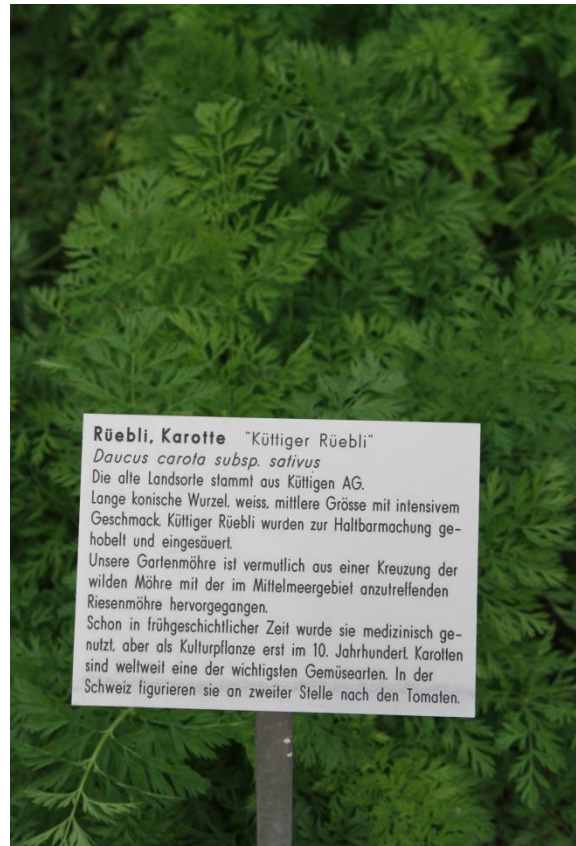 Rüebli, Karotte "Küttiger Rüebli"
Daucus carota subsp. sativus
Die alte Landsorte stammt aus Küttigen AG.
Lange konische Wurzel, weiss, mittlere Grösse mit intensivem
Geschmack. Küttiger Rüebli wurden zur Haltbarmachung ge-
hobelt und eingesäuert.
Unsere Gartenmöhre ist vermutlich aus einer Kreuzung der
wilden Möhre mit der im Mittelmeergebiet anzutreffenden
Riesenmöhre hervorgegangen.
Schon in frühgeschichtlicher Zeit wurde sie medizinisch ge-
nutzt, aber als Kulturpflanze erst im 10. Jahrhundert. Karotten
sind weltweit eine der wichtigsten Gemüsearten. In der
Schweiz figurieren sie an zweiter Stelle nach den Tomaten.